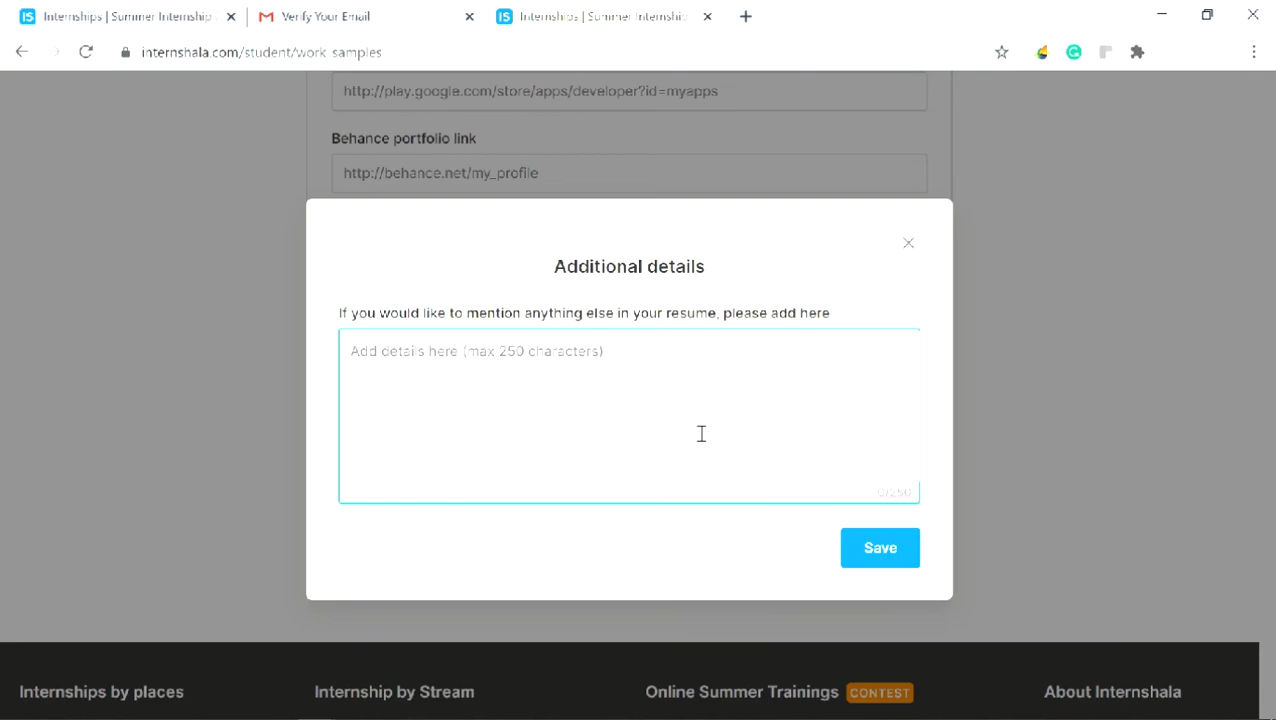 Internships | Summer Internship
Verify Your Email
Internships | Summer Internship
internshala.com/student/work_samples
http://play.google.com/store/apps/developer?id=myapps
Behance portfolio link
http://behance.net/my_profile
Additional details
If you would like to mention anything else in your resume, please add here
Add details here (max 250 characters)
0/250
Save
Internships by places
Internship by Stream
Online Summer Trainings CONTEST
About Internshala